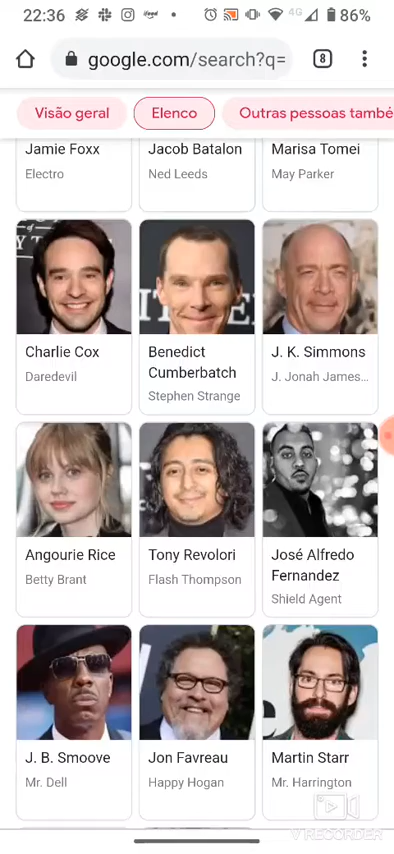 22:36 4G 86%
google.com/search?q= 8
Visão geral Elenco Outras pessoas també
Jamie Foxx Jacob Batalon Marisa Tomei
Electro Ned Leeds May Parker
Charlie Cox Benedict Cumberbatch J. K. Simmons
Daredevil Stephen Strange J. Jonah James...
Angourie Rice Tony Revolori José Alfredo Fernandez
Betty Brant Flash Thompson Shield Agent
J. B. Smoove Jon Favreau Martin Starr
Mr. Dell Happy Hogan Mr. Harrington
V RECORDER